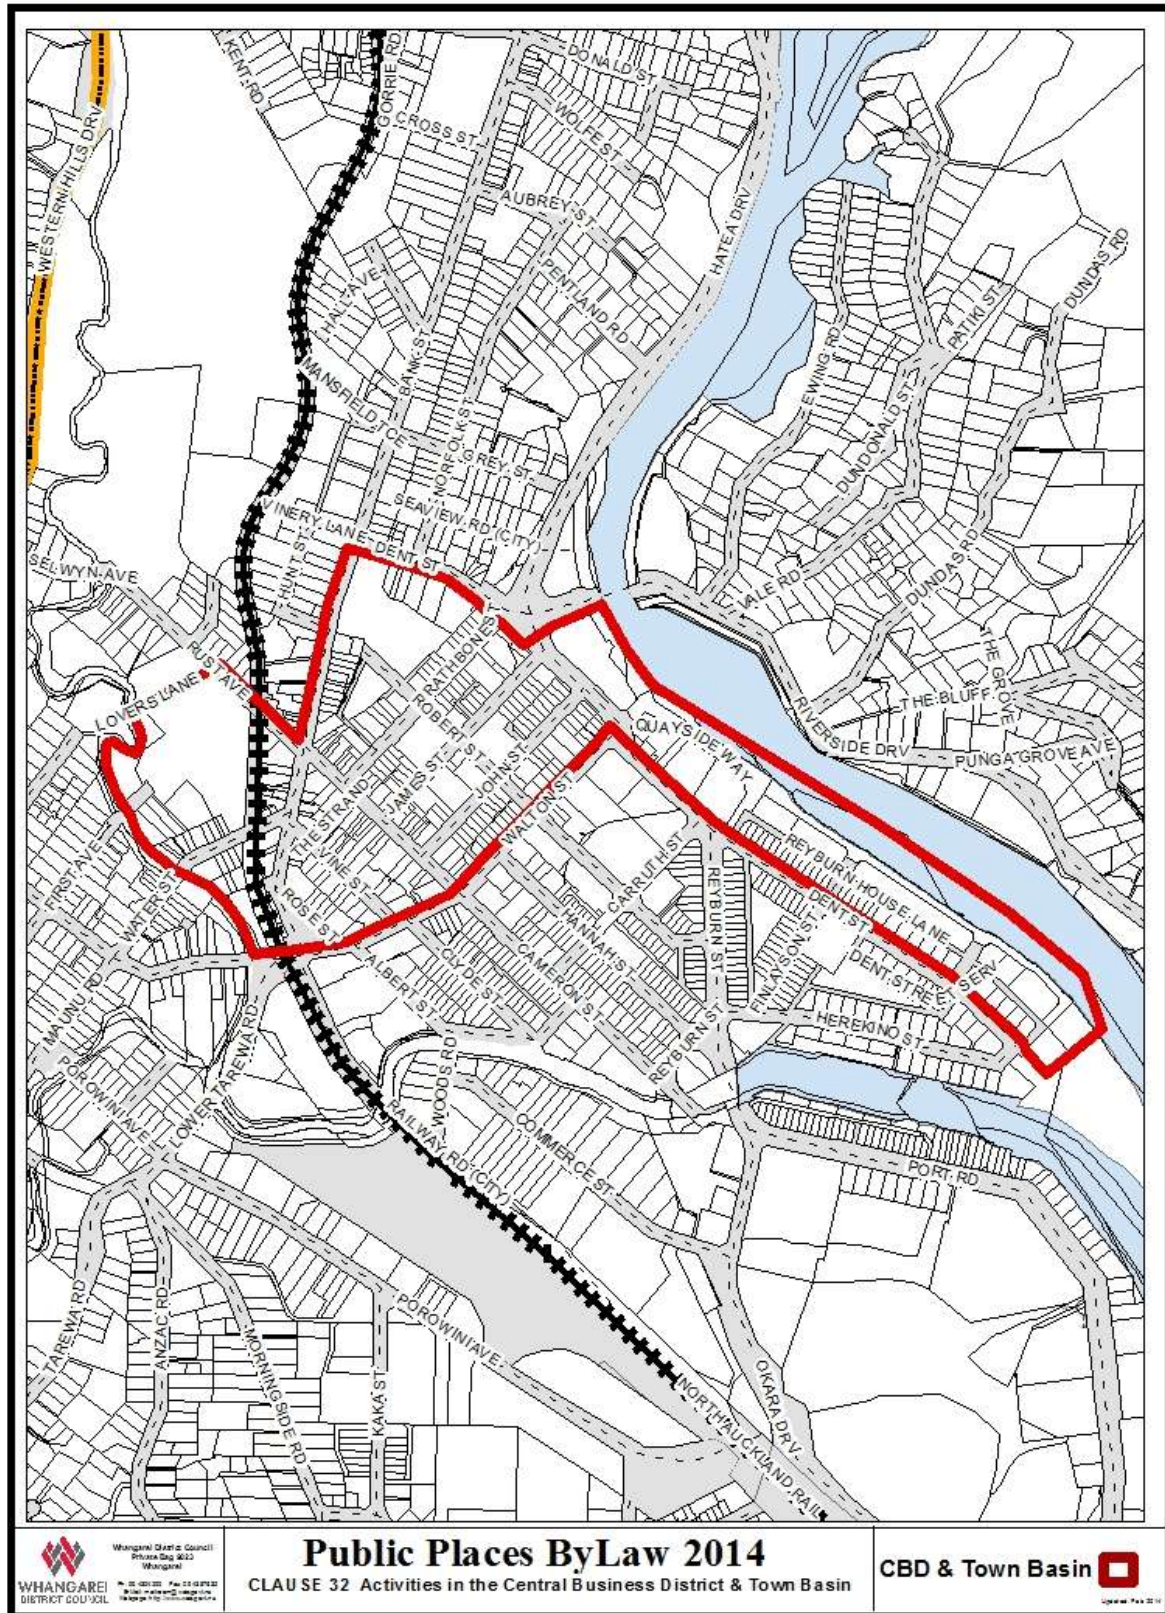 KENT RD
GORRIE RD
DONALD ST
WESTERN HILLS DRV
CROSS ST
WOLFE ST
AUBREY ST
HATEA DRV
PENTLAND RD
DUNDAS RD
HALL AVE
PATIKI ST
EWING RD
BANK ST
MANSFIELD TCE
NORFOLK ST
GREY ST
DUNDONALD ST
SEAVIEW RD (CITY)
VINERY LANE
DENT ST
HUNT ST
SELWYN AVE
VALE RD
DUNDAS RD
RATHBONE ST
RUST AVE
LOVERS LANE
ROBERT ST
THE GROVE
THE BLUFF
RIVERSIDE DRV
PUNGA GROVE AVE
QUAYSIDE WAY
JAMES ST
JOHN ST
THE STRAND
WALTON ST
VINE ST
CARRUTH ST
REYBURN HOUSE LANE
FIRST AVE
WATER ST
ROSE ST
REYBURN ST
DENT ST
HANNAH ST
FINLAYSON ST
DENT STREET SERV
CAMERON ST
CLYDE ST
ALBERT ST
MAUNU RD
HEREKINO ST
REYBURN ST
LOWER TAREWA RD
WOODS RD
POROWINI AVE
RAILWAY RD (CITY)
COMMERCE ST
PORT RD
TAREWA RD
ANZAC RD
MORNINGSIDE RD
KAKA ST
POROWINI AVE
OKARA DRV
NORTH AUCKLAND RAIL
WHANGAREI
DISTRICT COUNCIL
Whangarei District Council
Private Bag 9023
Whangarei
Public Places ByLaw 2014
CLAUSE 32 Activities in the Central Business District & Town Basin
CBD & Town Basin